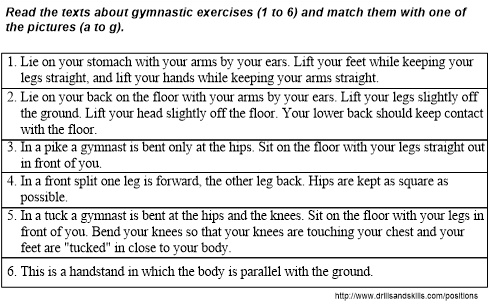 Read the texts about gymnastic exercises (1 to 6) and match them with one of
the pictures (a to g).
1. Lie on your stomach with your arms by your ears. Lift your feet while keeping your
legs straight, and lift your hands while keeping your arms straight.
2. Lie on your back on the floor with your arms by your ears. Lift your legs slightly off
the ground. Lift your head slightly off the floor. Your lower back should keep contact
with the floor.
3. In a pike a gymnast is bent only at the hips. Sit on the floor with your legs straight out
in front of you.
4. In a front split one leg is forward, the other leg back. Hips are kept as square as
possible.
5. In a tuck a gymnast is bent at the hips and the knees. Sit on the floor with your legs in
front of you. Bend your knees so that your knees are touching your chest and your
feet are "tucked" in close to your body.
6. This is a handstand in which the body is parallel with the ground.
http://www.drillsandskills.com/positions